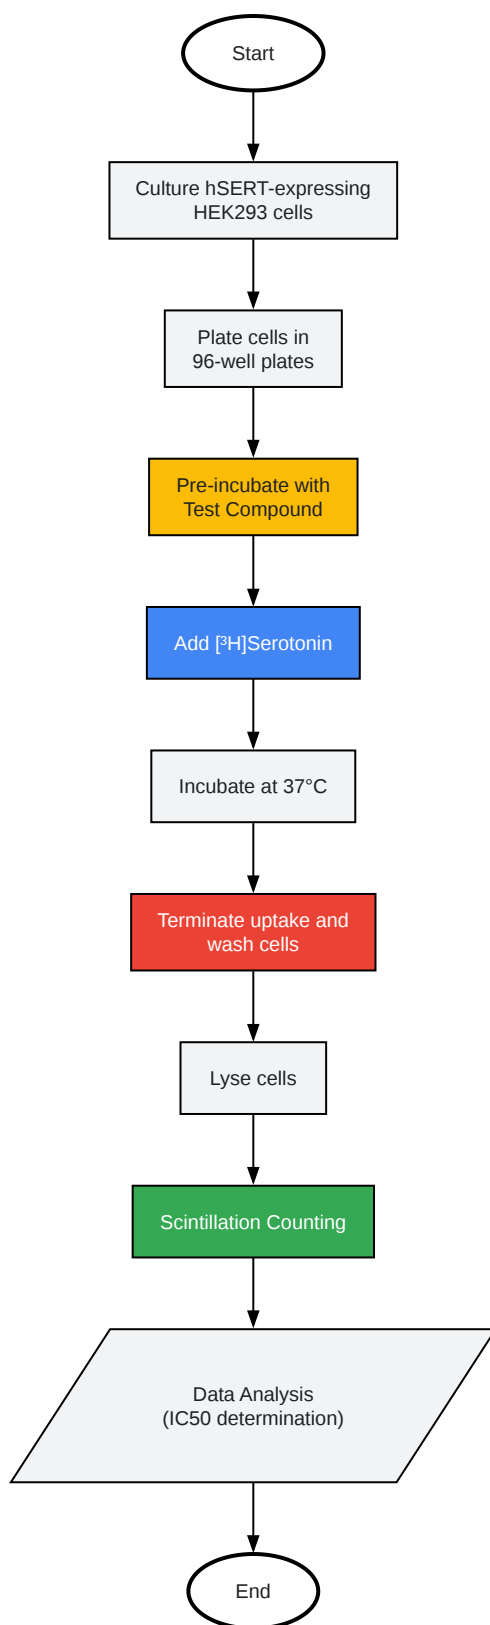 Start
Culture hSERT-expressing
HEK293 cells
Plate cells in
96-well plates
Pre-incubate with
Test Compound
Add [³H]Serotonin
Incubate at 37°C
Terminate uptake and
wash cells
Lyse cells
Scintillation Counting
Data Analysis
(IC50 determination)
End